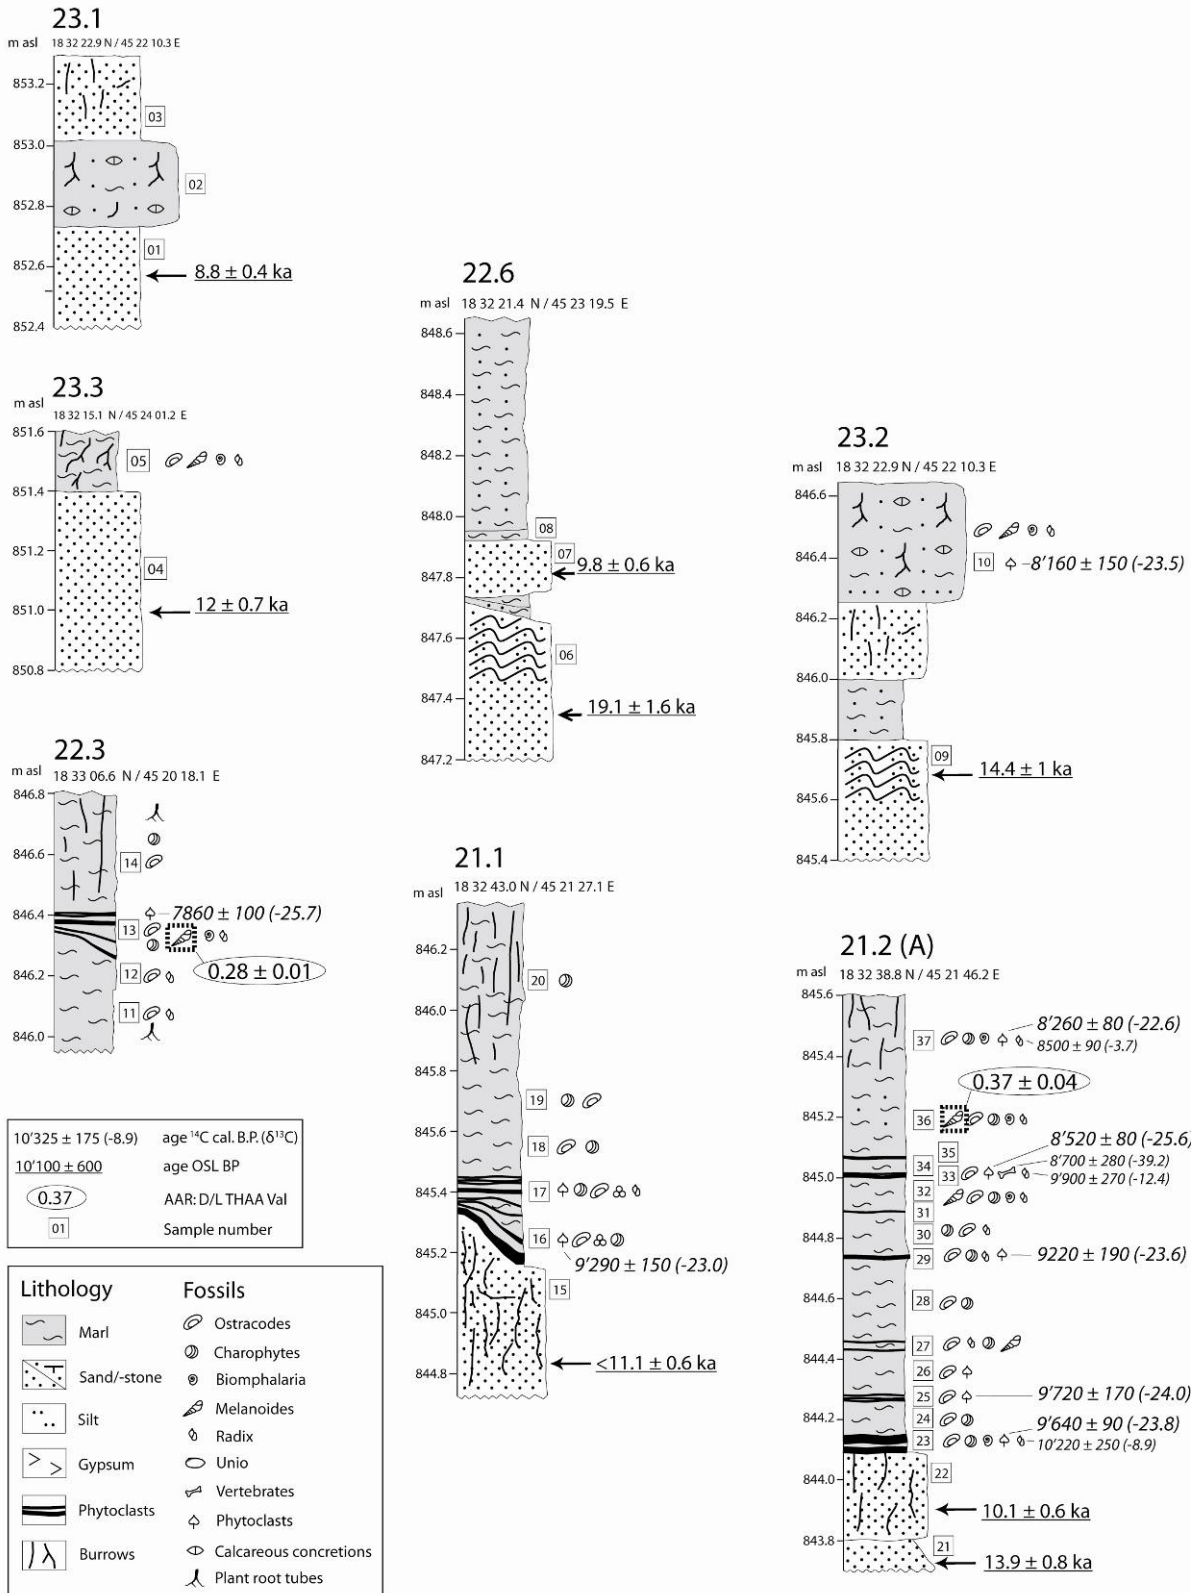 23.1
m asl 18 32 22.9 N / 45 22 10.3 E
853.2
03
853.0
02
852.8
01
852.6
8.8 ± 0.4 ka
852.4
23.3
m asl
18 32 15.1 N / 45 24 01.2 E
851.6
05
851.4
851.2
04
851.0
12 ± 0.7 ka
850.8
22.3
m asl 18 33 06.6 N / 45 20 18.1 E
846.8
846.6
14
846.4
7860 ± 100 (-25.7)
13
0.28 ± 0.01
846.2
12
11
846.0
22.6
m asl 18 32 21.4 N / 45 23 19.5 E
848.6
848.4
848.2
848.0
08
07
9.8 ± 0.6 ka
847.8
847.6
06
847.4
19.1 ± 1.6 ka
847.2
23.2
m asl 18 32 22.9 N / 45 22 10.3 E
846.6
846.4
10
8'160 ± 150 (-23.5)
846.2
846.0
845.8
09
14.4 ± 1 ka
845.6
845.4
21.1
m asl 18 32 43.0 N / 45 21 27.1 E
846.2
20
846.0
845.8
19
845.6
18
845.4
17
16
845.2
9'290 ± 150 (-23.0)
15
845.0
<11.1 ± 0.6 ka
844.8
21.2 (A)
m asl 18 32 38.8 N / 45 21 46.2 E
845.6
8'260 ± 80 (-22.6)
37
8500 ± 90 (-3.7)
845.4
0.37 ± 0.04
845.2
36
8'520 ± 80 (-25.6)
35
34
8'700 ± 280 (-39.2)
845.0
33
9'900 ± 270 (-12.4)
32
31
844.8
30
29
9220 ± 190 (-23.6)
844.6
28
27
844.4
26
25
9'720 ± 170 (-24.0)
844.2
24
9'640 ± 90 (-23.8)
23
10'220 ± 250 (-8.9)
844.0
22
10.1 ± 0.6 ka
843.8
21
13.9 ± 0.8 ka
10'325 ± 175 (-8.9) age 14C cal. B.P. (δ13C)
10'100 ± 600 age OSL BP
0.37 AAR: D/L THAA Val
01 Sample number
Lithology
Marl
Sand/-stone
Silt
Gypsum
Phytoclasts
Burrows
Fossils
Ostracodes
Charophytes
Biomphalaria
Melanoides
Radix
Unio
Vertebrates
Phytoclasts
Calcareous concretions
Plant root tubes